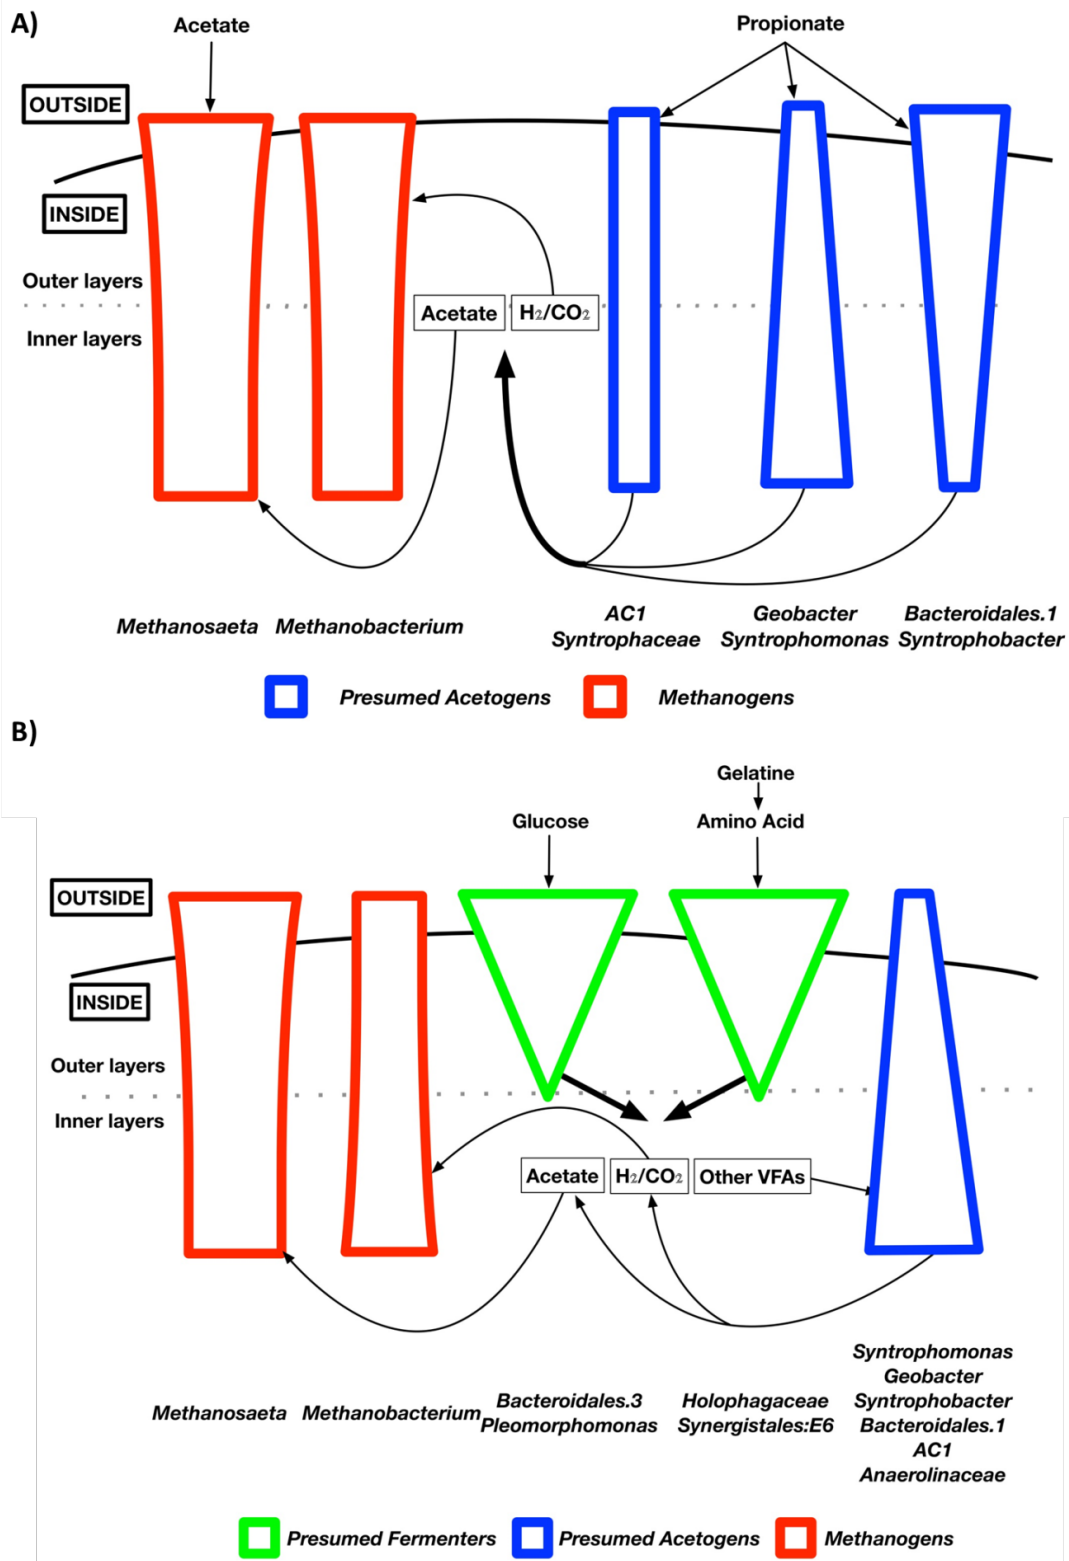 A)
Acetate
Propionate
OUTSIDE
INSIDE
Outer layers
Inner layers
Acetate
H2/CO2
Methanosaeta
Methanobacterium
AC1
Syntrophaceae
Geobacter
Syntrophomonas
Bacteroidales.1
Syntrophobacter
Presumed Acetogens
Methanogens
B)
Gelatine
Glucose
Amino Acid
OUTSIDE
INSIDE
Outer layers
Inner layers
Acetate
H2/CO2
Other VFAs
Methanosaeta
Methanobacterium
Bacteroidales.3
Pleomorphomonas
Holophagaceae
Synergistales:E6
Syntrophomonas
Geobacter
Syntrophobacter
Bacteroidales.1
AC1
Anaerolinaceae
Presumed Fermenters
Presumed Acetogens
Methanogens